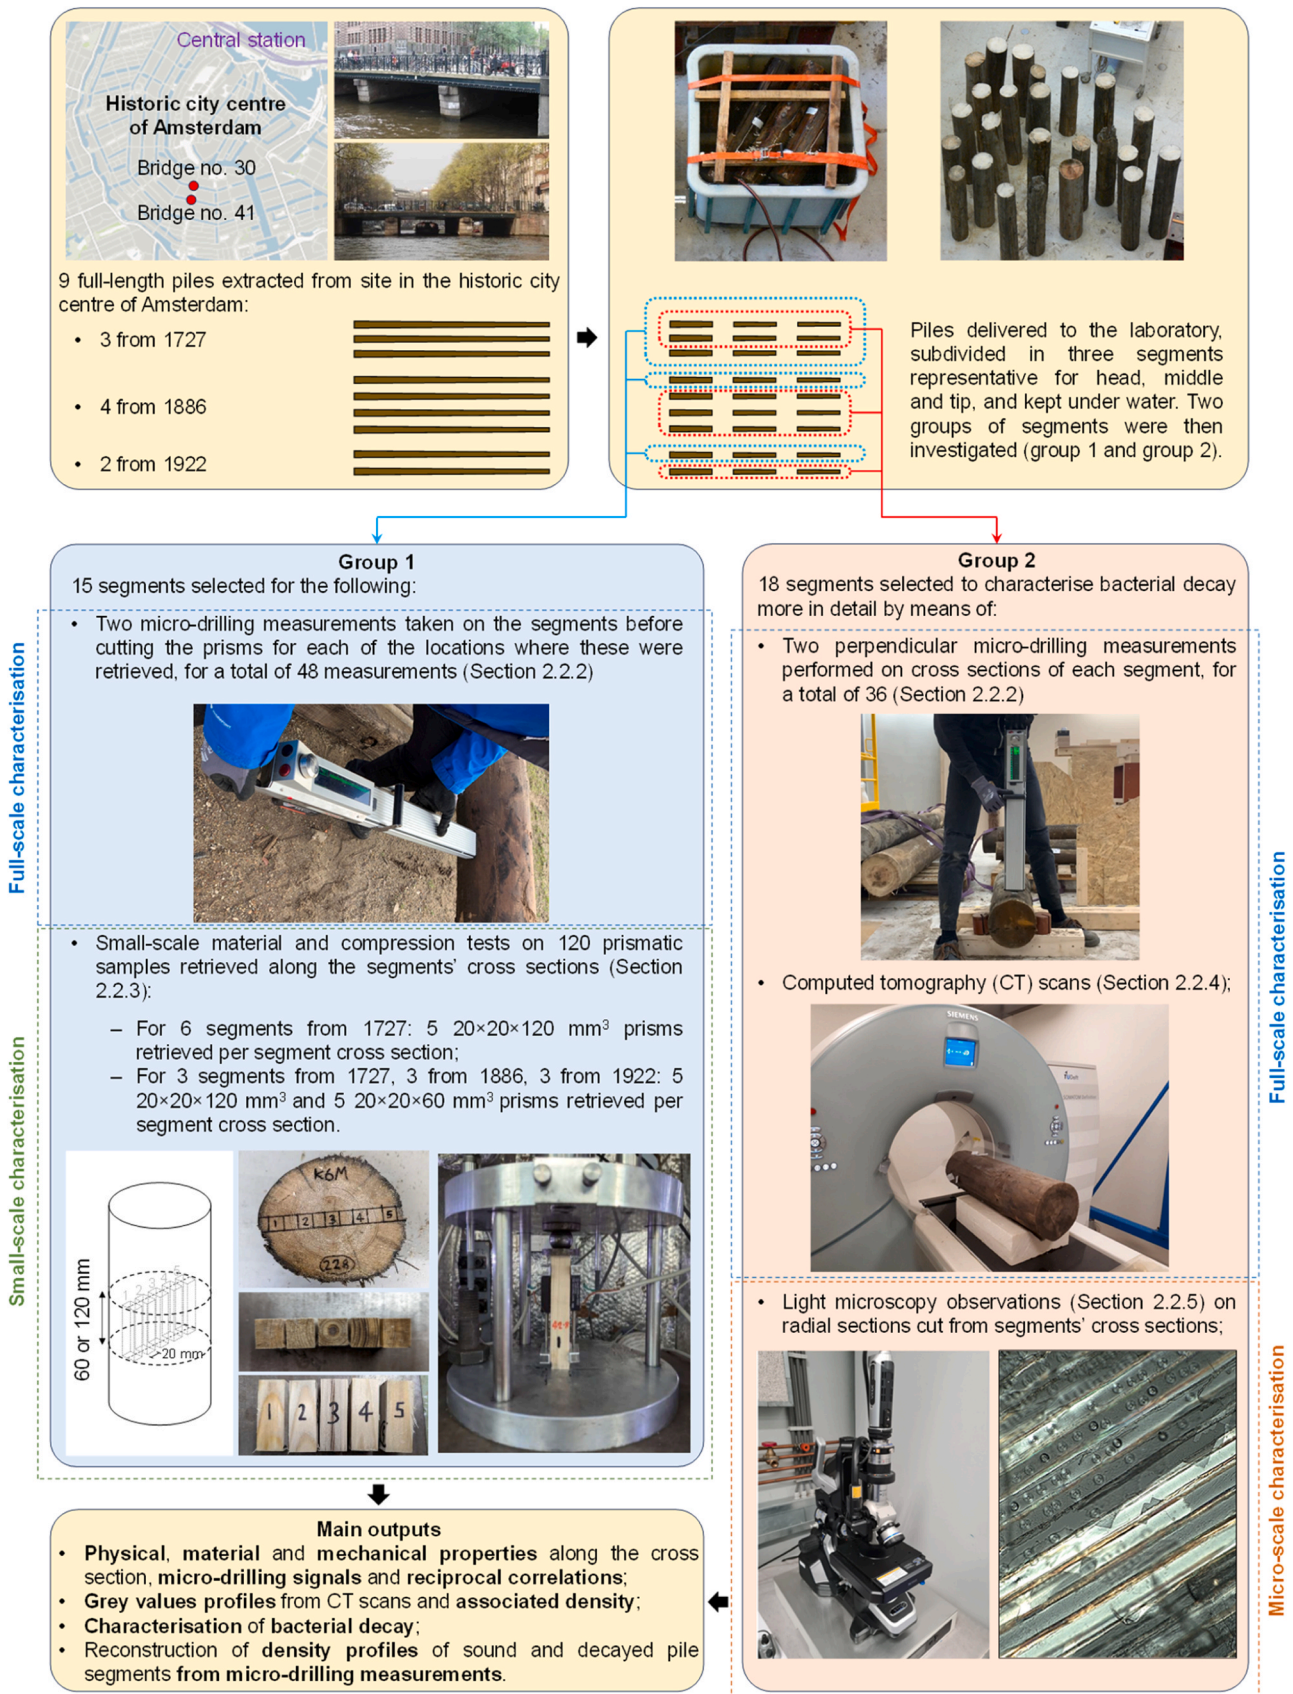 Central station
Historic city centre
of Amsterdam
Bridge no. 30
Bridge no. 41
9 full-length piles extracted from site in the historic city
centre of Amsterdam:
• 3 from 1727
• 4 from 1886
• 2 from 1922
Piles delivered to the laboratory,
subdivided in three segments
representative for head, middle
and tip, and kept under water. Two
groups of segments were then
investigated (group 1 and group 2).
Group 1
15 segments selected for the following:
• Two micro-drilling measurements taken on the segments before
cutting the prisms for each of the locations where these were
retrieved, for a total of 48 measurements (Section 2.2.2)
Full-scale characterisation
• Small-scale material and compression tests on 120 prismatic
samples retrieved along the segments' cross sections (Section
2.2.3):
– For 6 segments from 1727: 5 20×20×120 mm³ prisms
retrieved per segment cross section;
– For 3 segments from 1727, 3 from 1886, 3 from 1922: 5
20×20×120 mm³ and 5 20×20×60 mm³ prisms retrieved per
segment cross section.
Small-scale characterisation
60 or 120 mm
1 2 3 4 5
20 mm
K6M
1 2 3 4 5
228
1 2 3 4 5
Group 2
18 segments selected to characterise bacterial decay
more in detail by means of:
• Two perpendicular micro-drilling measurements
performed on cross sections of each segment, for
a total of 36 (Section 2.2.2)
• Computed tomography (CT) scans (Section 2.2.4);
SIEMENS
Full-scale characterisation
• Light microscopy observations (Section 2.2.5) on
radial sections cut from segments' cross sections;
Micro-scale characterisation
Main outputs
• Physical, material and mechanical properties along the cross
section, micro-drilling signals and reciprocal correlations;
• Grey values profiles from CT scans and associated density;
• Characterisation of bacterial decay;
• Reconstruction of density profiles of sound and decayed pile
segments from micro-drilling measurements.